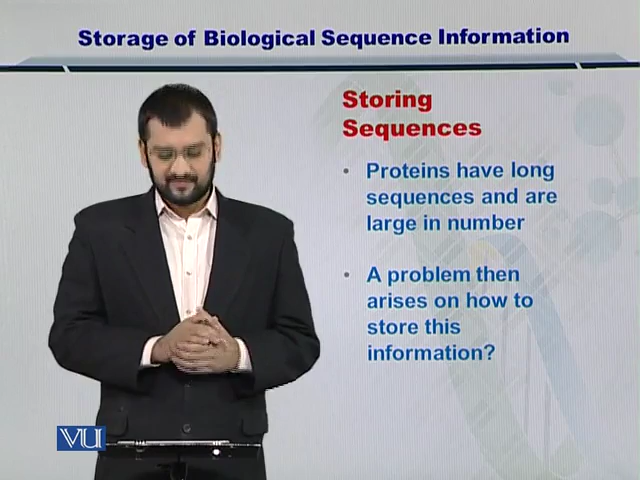 Storage of Biological Sequence Information
Storing
Sequences
• Proteins have long
sequences and are
large in number
• A problem then
arises on how to
store this
information?
VU